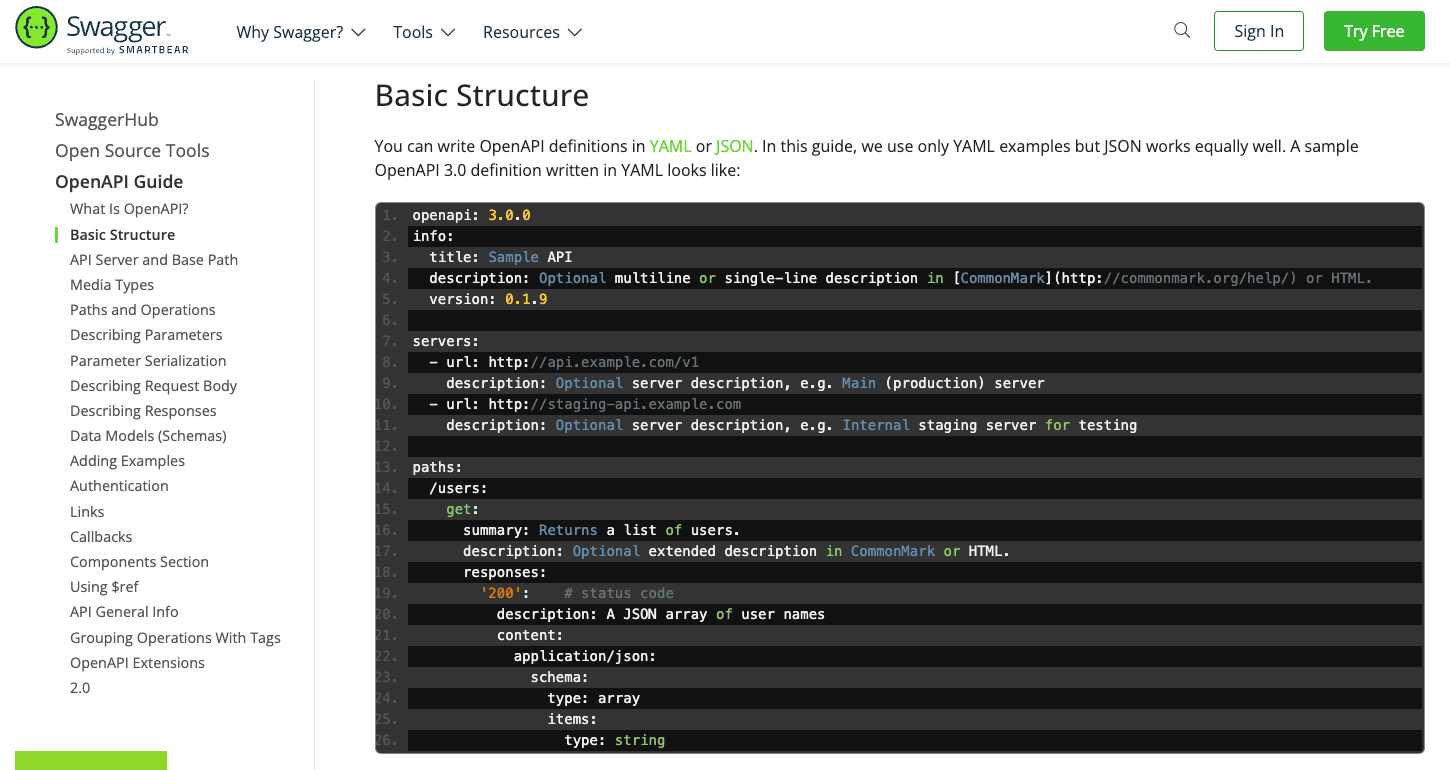 Swagger™
Supported by SMARTBEAR
Why Swagger?
Tools
Resources
Sign In
Try Free
SwaggerHub
Open Source Tools
OpenAPI Guide
What Is OpenAPI?
Basic Structure
API Server and Base Path
Media Types
Paths and Operations
Describing Parameters
Parameter Serialization
Describing Request Body
Describing Responses
Data Models (Schemas)
Adding Examples
Authentication
Links
Callbacks
Components Section
Using $ref
API General Info
Grouping Operations With Tags
OpenAPI Extensions
2.0
Basic Structure
You can write OpenAPI definitions in YAML or JSON. In this guide, we use only YAML examples but JSON works equally well. A sample
OpenAPI 3.0 definition written in YAML looks like:
1. openapi: 3.0.0
2. info:
3.   title: Sample API
4.   description: Optional multiline or single-line description in [CommonMark](http://commonmark.org/help/) or HTML.
5.   version: 0.1.9
6.
7. servers:
8.   - url: http://api.example.com/v1
9.     description: Optional server description, e.g. Main (production) server
10.   - url: http://staging-api.example.com
11.     description: Optional server description, e.g. Internal staging server for testing
12.
13. paths:
14.   /users:
15.     get:
16.       summary: Returns a list of users.
17.       description: Optional extended description in CommonMark or HTML.
18.       responses:
19.         '200':    # status code
20.           description: A JSON array of user names
21.           content:
22.             application/json:
23.               schema:
24.                 type: array
25.                 items:
26.                   type: string